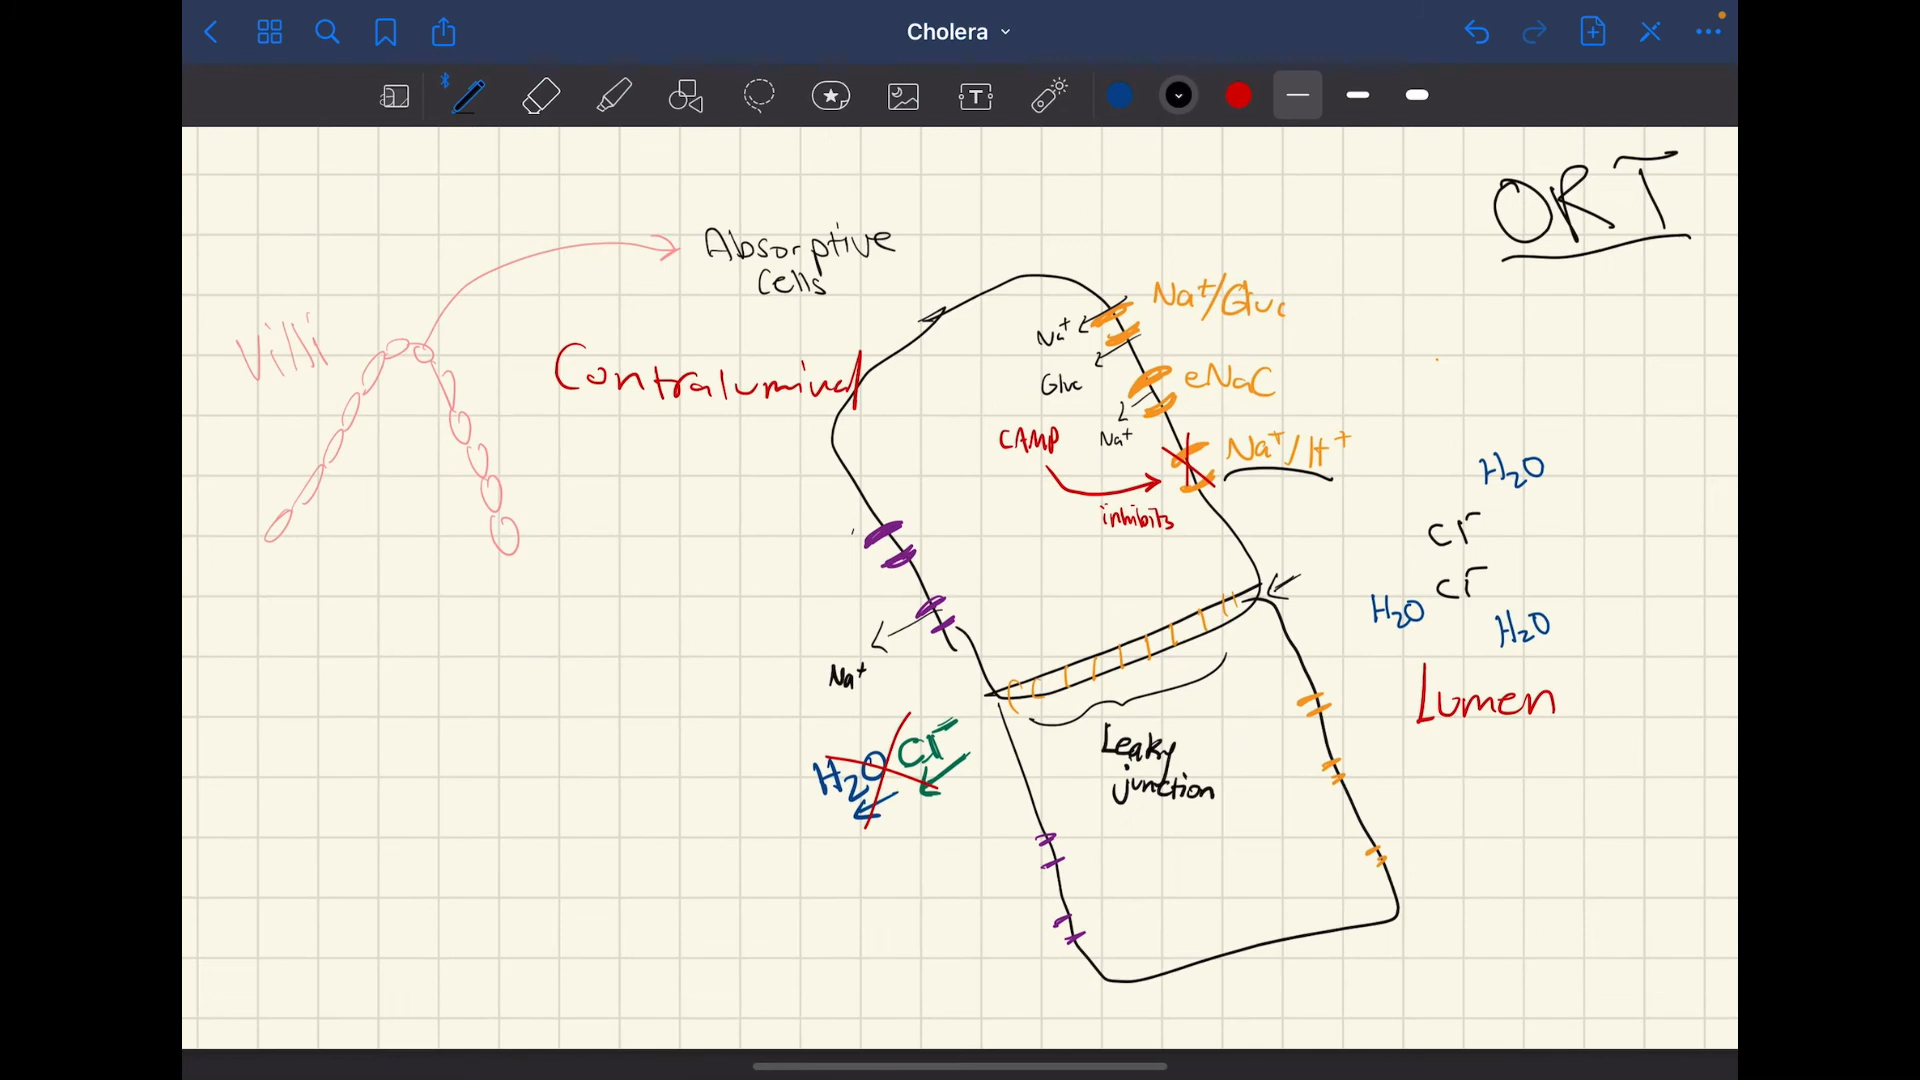 Cholera
ORT
Absorptive
Cells
Villi
Contraluminal
Na⁺/Gluc
Na⁺
Gluc
eNaC
Na⁺
CAMP
inhibits
Na⁺/H⁺
H₂O
Cl⁻
Cl⁻
H₂O
H₂O
Lumen
Na⁺
H₂O Cl⁻
Leaky
junction